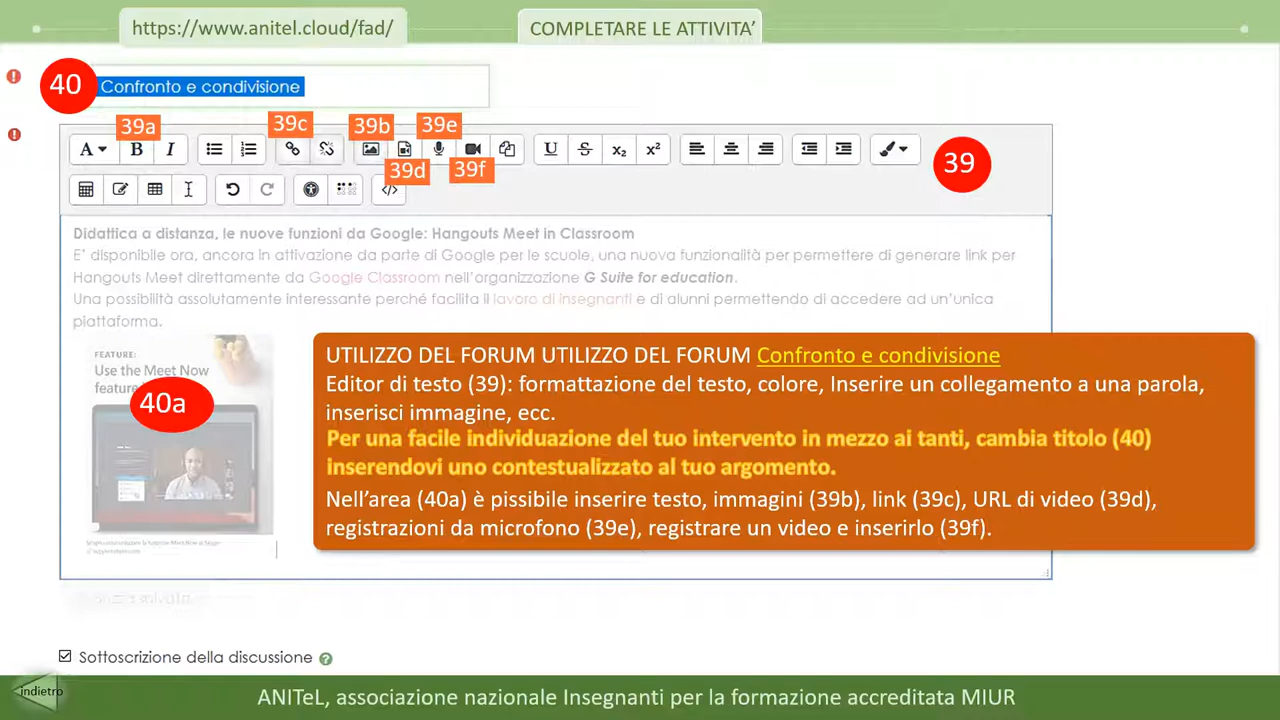 https://www.anitel.cloud/fad/
COMPLETARE LE ATTIVITA’
40
Confronto e condivisione
39a
39c
39b
39e
39d
39f
39
Didattica a distanza, le nuove funzioni da Google: Hangouts Meet in Classroom
E’ disponibile ora, ancora in attivazione da parte di Google per le scuole, una nuova funzionalità per permettere di generare link per
Hangouts Meet direttamente da Google Classroom nell’organizzazione G Suite for education.
Una possibilità assolutamente interessante perché facilita il lavoro di insegnanti e di alunni permettendo di accedere ad un’unica
piattaforma.
FEATURE:
Use the Meet Now
feature
40a
UTILIZZO DEL FORUM UTILIZZO DEL FORUM Confronto e condivisione
Editor di testo (39): formattazione del testo, colore, Inserire un collegamento a una parola,
inserisci immagine, ecc.
Per una facile individuazione del tuo intervento in mezzo ai tanti, cambia titolo (40)
inserendovi uno contestualizzato al tuo argomento.
Nell’area (40a) è pissibile inserire testo, immagini (39b), link (39c), URL di video (39d),
registrazioni da microfono (39e), registrare un video e inserirlo (39f).
Sottoscrizione della discussione
indietro
ANITeL, associazione nazionale Insegnanti per la formazione accreditata MIUR